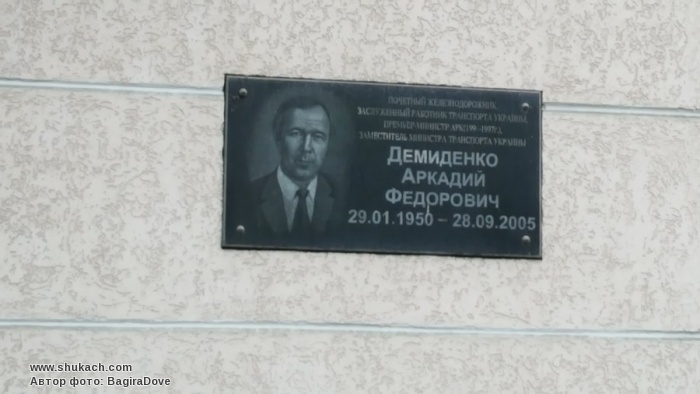 ПОЧЕТНЫЙ ЖЕЛЕЗНОДОРОЖНИК,
ЗАСЛУЖЕННЫЙ РАБОТНИК ТРАНСПОРТА УКРАИНЫ,
ПРЕМЬЕР-МИНИСТР АРК
ЗАМЕСТИТЕЛЬ МИНИСТРА ТРАНСПОРТА УКРАИНЫ
ДЕМИДЕНКО
АРКАДИЙ
ФЕДОРОВИЧ
29.01.1950 – 28.09.2005
www.shukach.com
Автор фото: BagiraDove